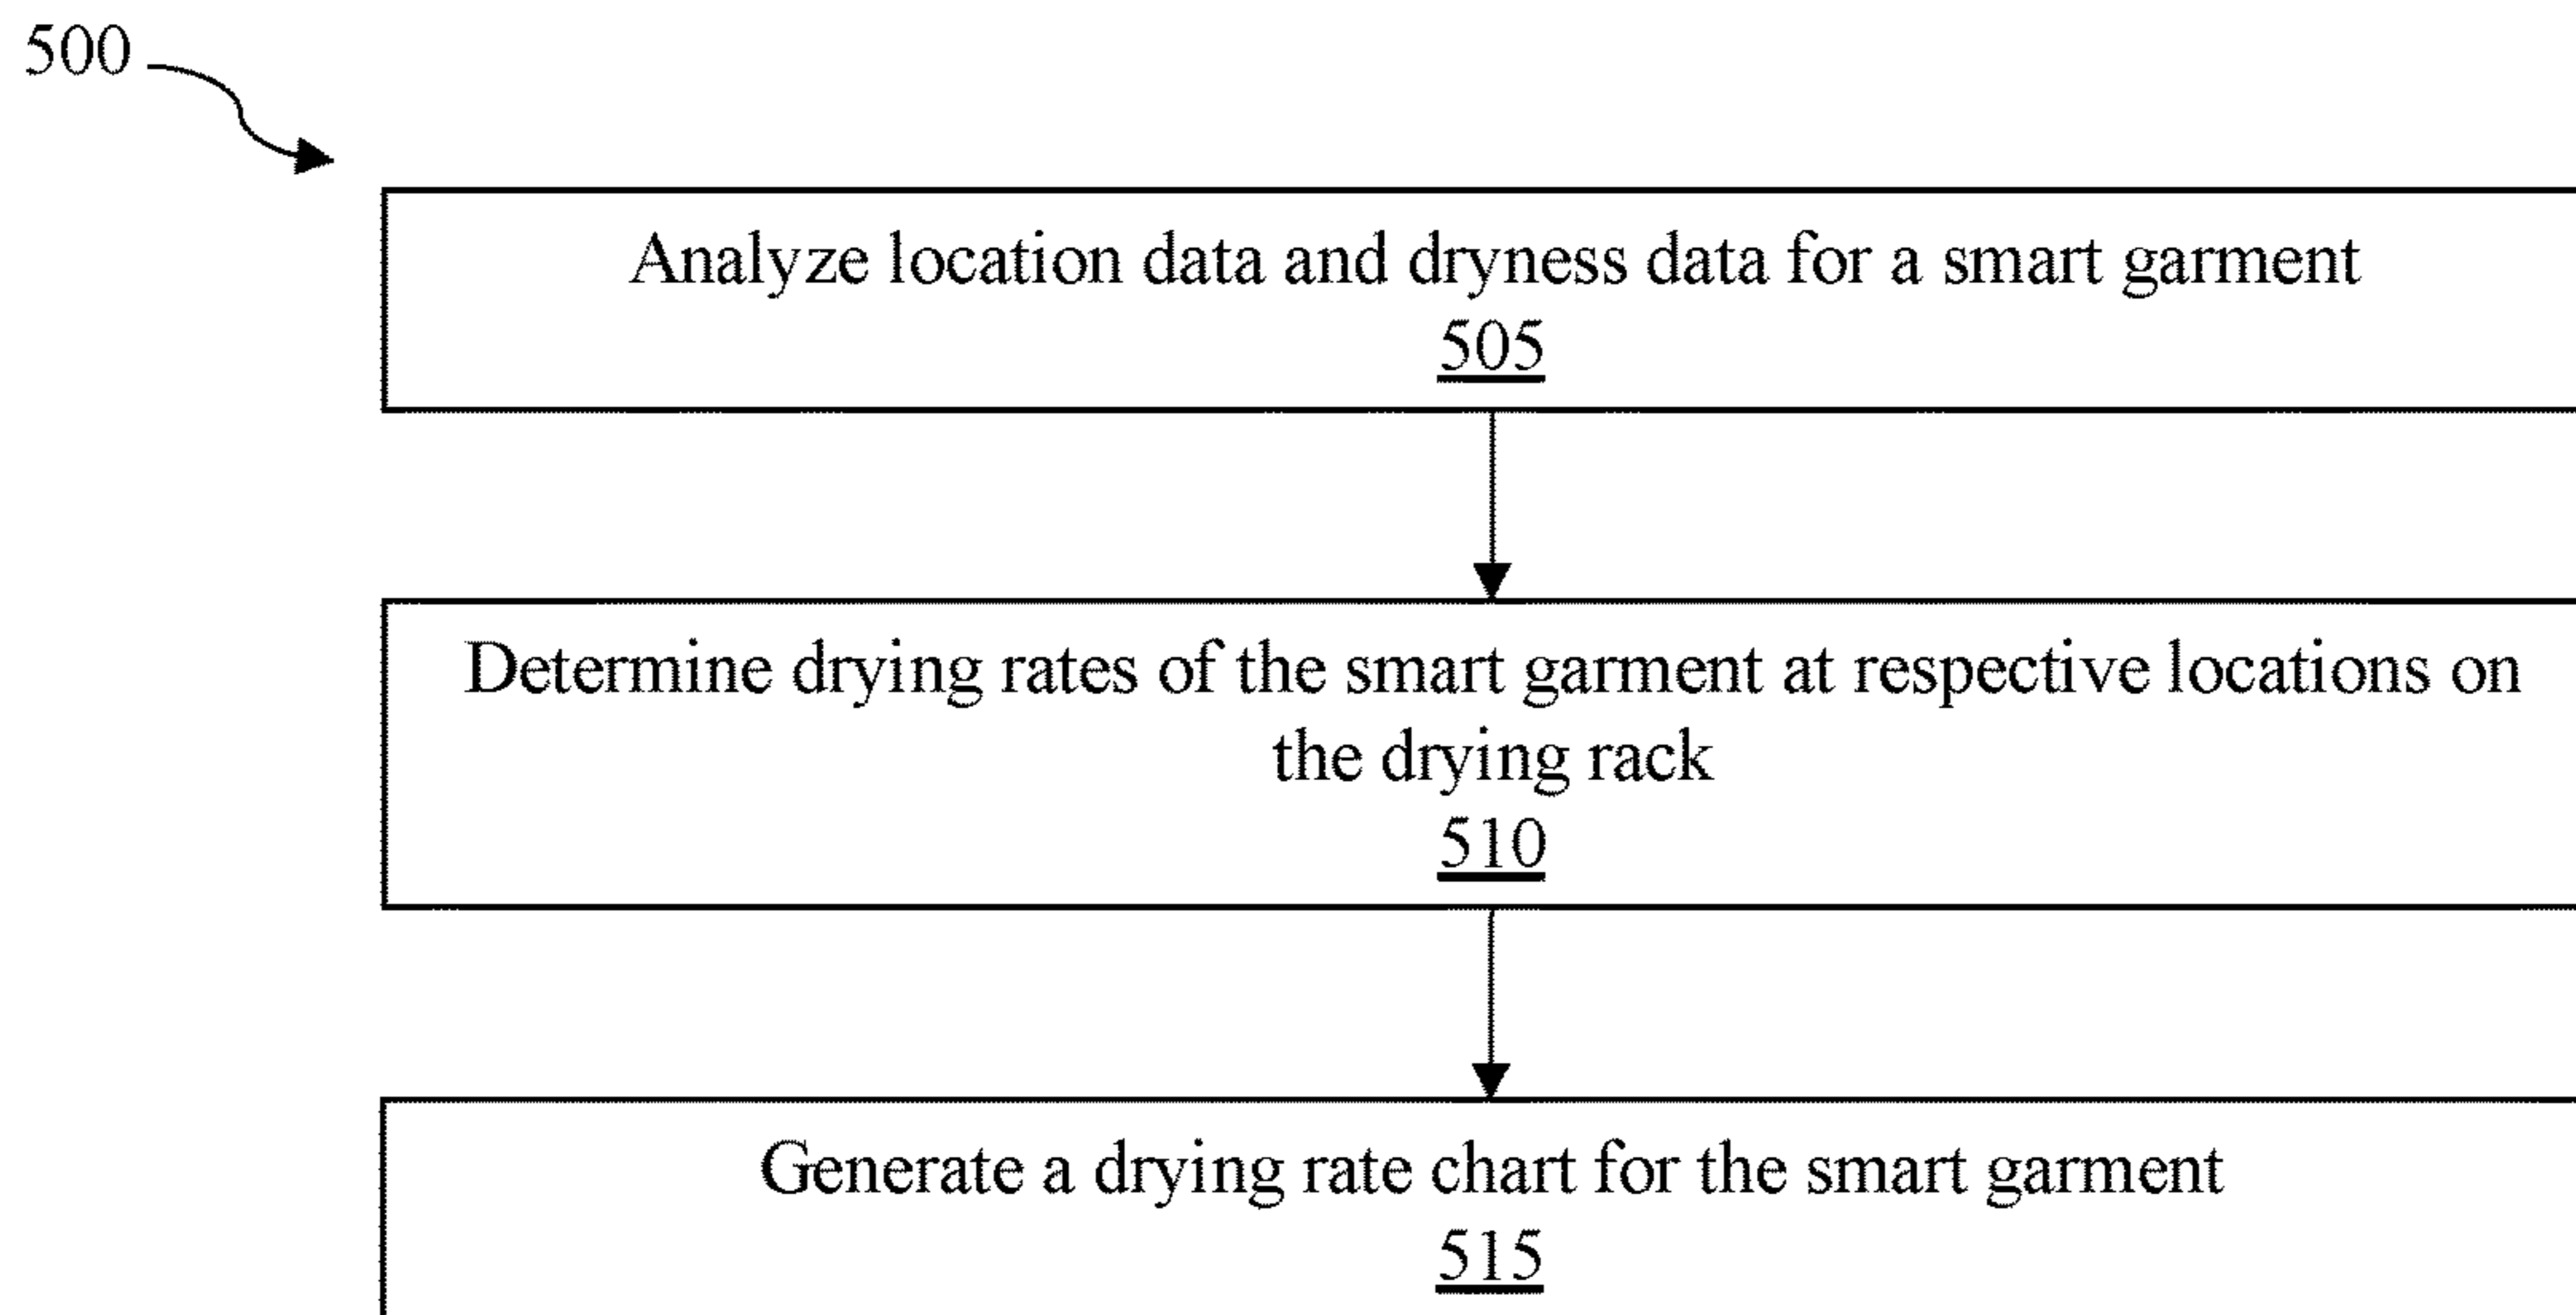 500
Analyze location data and dryness data for a smart garment
505
Determine drying rates of the smart garment at respective locations on
the drying rack
510
Generate a drying rate chart for the smart garment
515